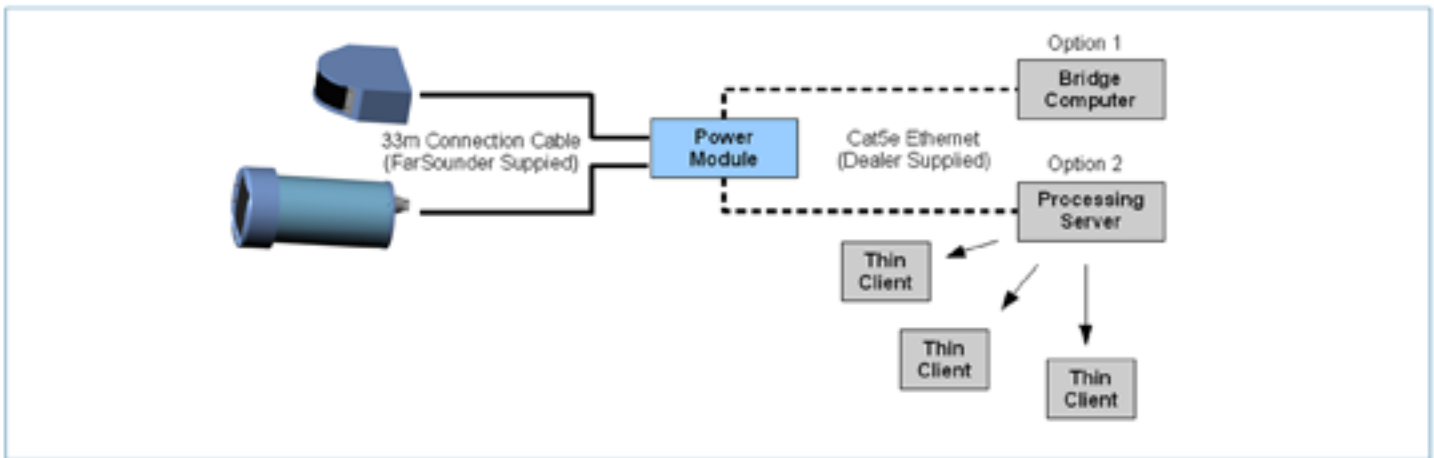 Option 1
Bridge
Computer
33m Connection Cable
(FarSounder Suppied)
Power
Module
Cat5e Ethernet
(Dealer Supplied)
Option 2
Processing
Server
Thin
Client
Thin
Client
Thin
Client